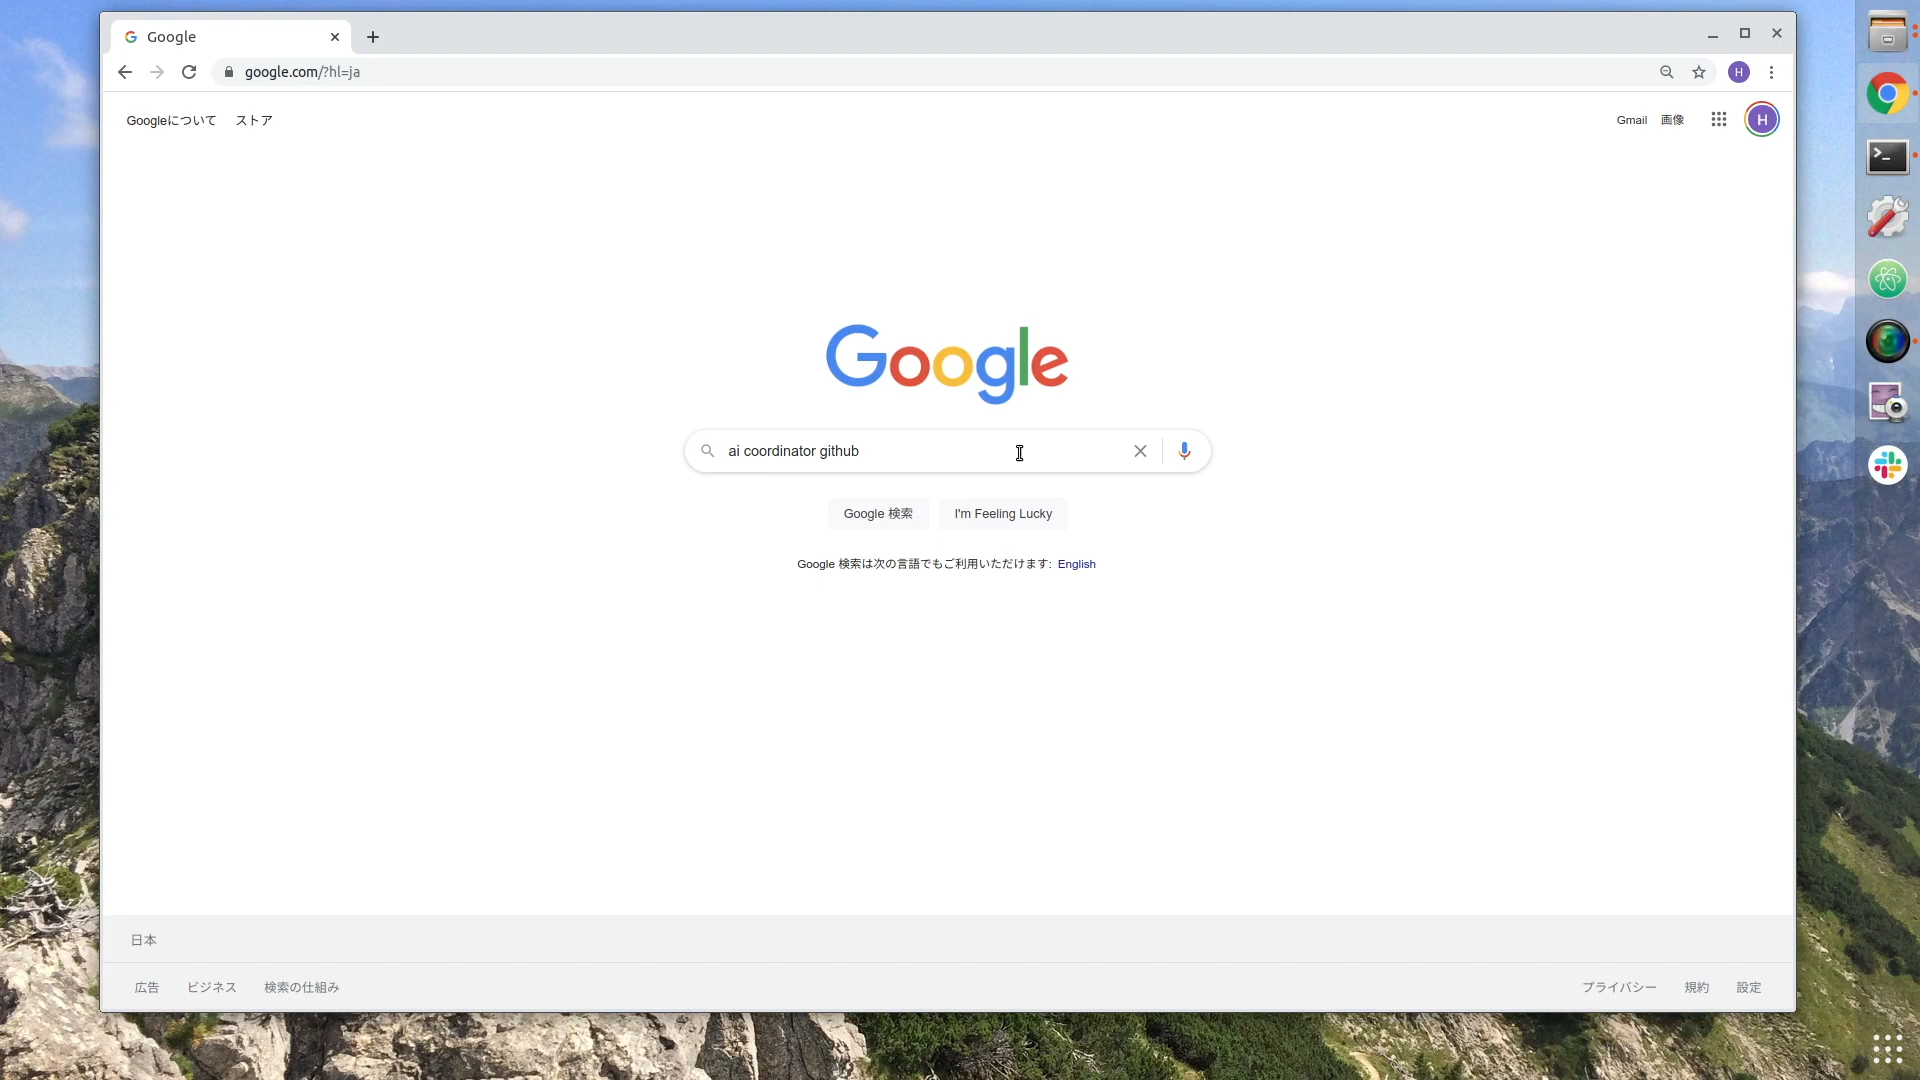 Google
google.com/?hl=ja
H
Googleについて ストア
Gmail 画像
H
Google
ai coordinator github
Google 検索 I'm Feeling Lucky
Google 検索は次の言語でもご利用いただけます: English
日本
広告 ビジネス 検索の仕組み
プライバシー 規約 設定